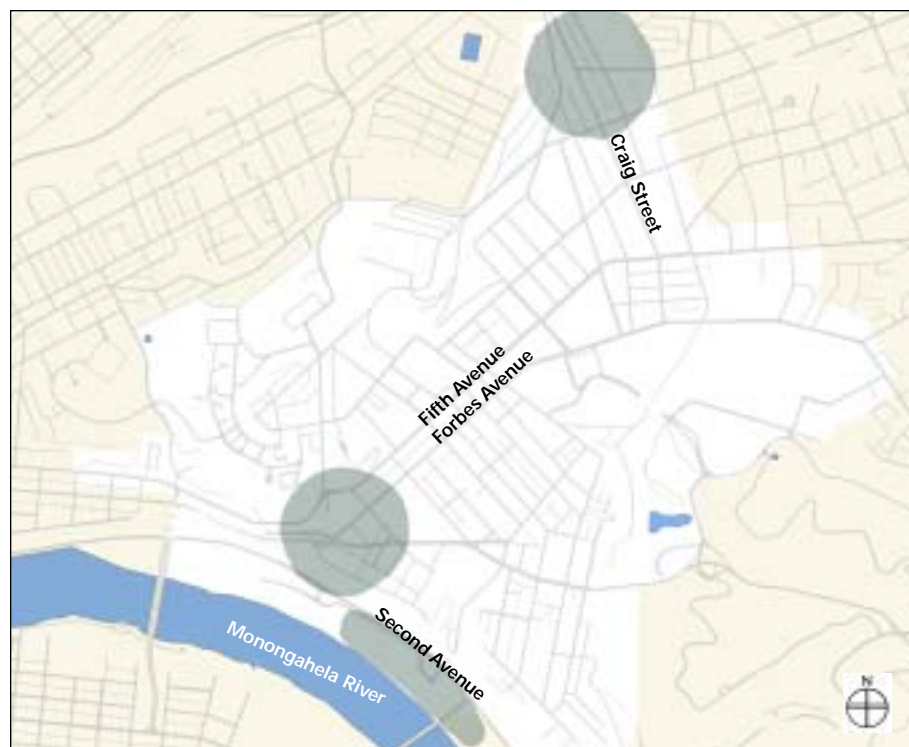 Craig Street
Fifth Avenue
Forbes Avenue
Second Avenue
Monongahela River
N